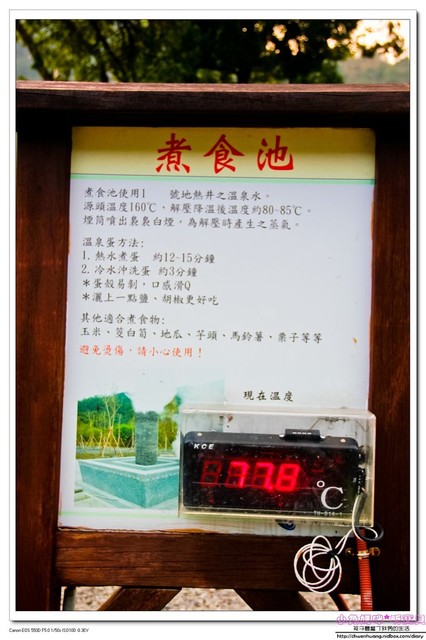 煮食池
煮食池使用1　　號地熱井之溫泉水。
源頭溫度160℃，解壓降溫後溫度約80~85℃。
煙筒噴出裊裊白煙，為解壓時產生之蒸氣。
溫泉蛋方法:
1. 熱水煮蛋　約12~15分鐘
2. 冷水沖洗蛋　約3分鐘
＊蛋殼易剝，口感滑Q
＊灑上一點鹽、胡椒更好吃
其他適合煮食物:
玉米、茭白筍、地瓜、芋頭、馬鈴薯、栗子等等
避免燙傷，請小心使用！
現在溫度
KCE
77.8
℃
http://chwenhuang.nidbox.com/diary